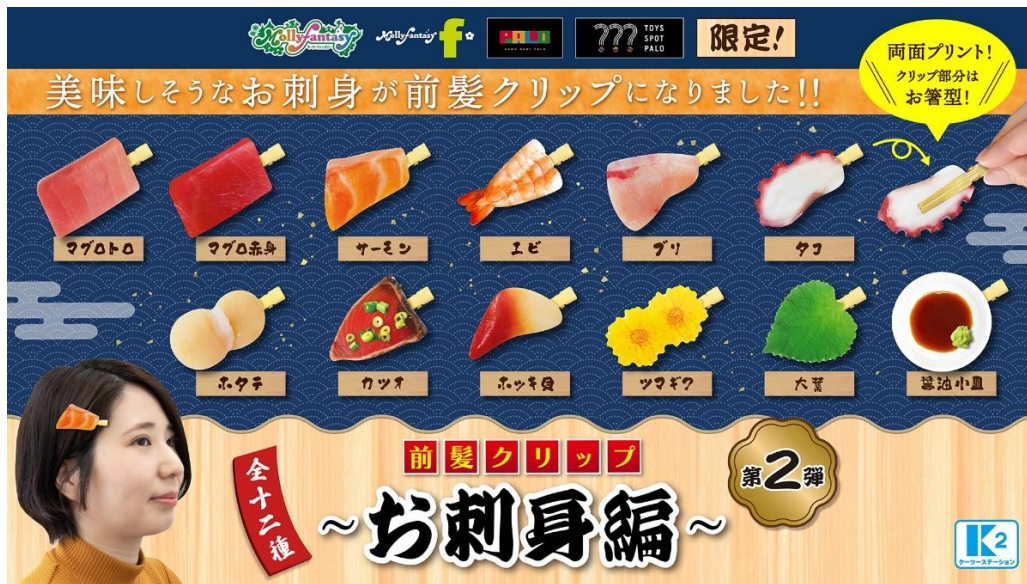 Mollyfantasy
Mollyfantasy f
PALO
GAME SPOT PALO
???
TOYS
SPOT
PALO
限定!
美味しそうなお刺身が前髪クリップになりました!!
両面プリント!
クリップ部分は
お箸型!
マグロトロ
マグロ赤身
サーモン
エビ
ブリ
タコ
ホタテ
カツオ
ホッキ貝
ツマギク
大葉
醤油小皿
全十二種
前髪クリップ
~お刺身編~
第2弾
K2
ケーツーステーション